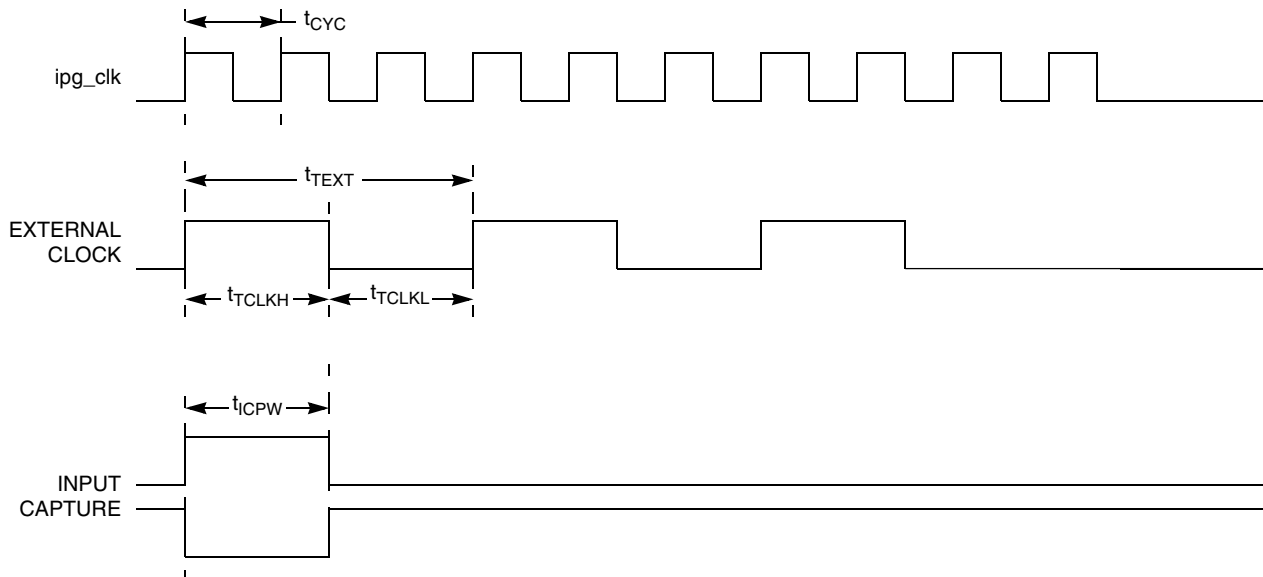 tCYC
ipg_clk
tTEXT
EXTERNAL
CLOCK
tTCLKH
tTCLKL
tICPW
INPUT
CAPTURE